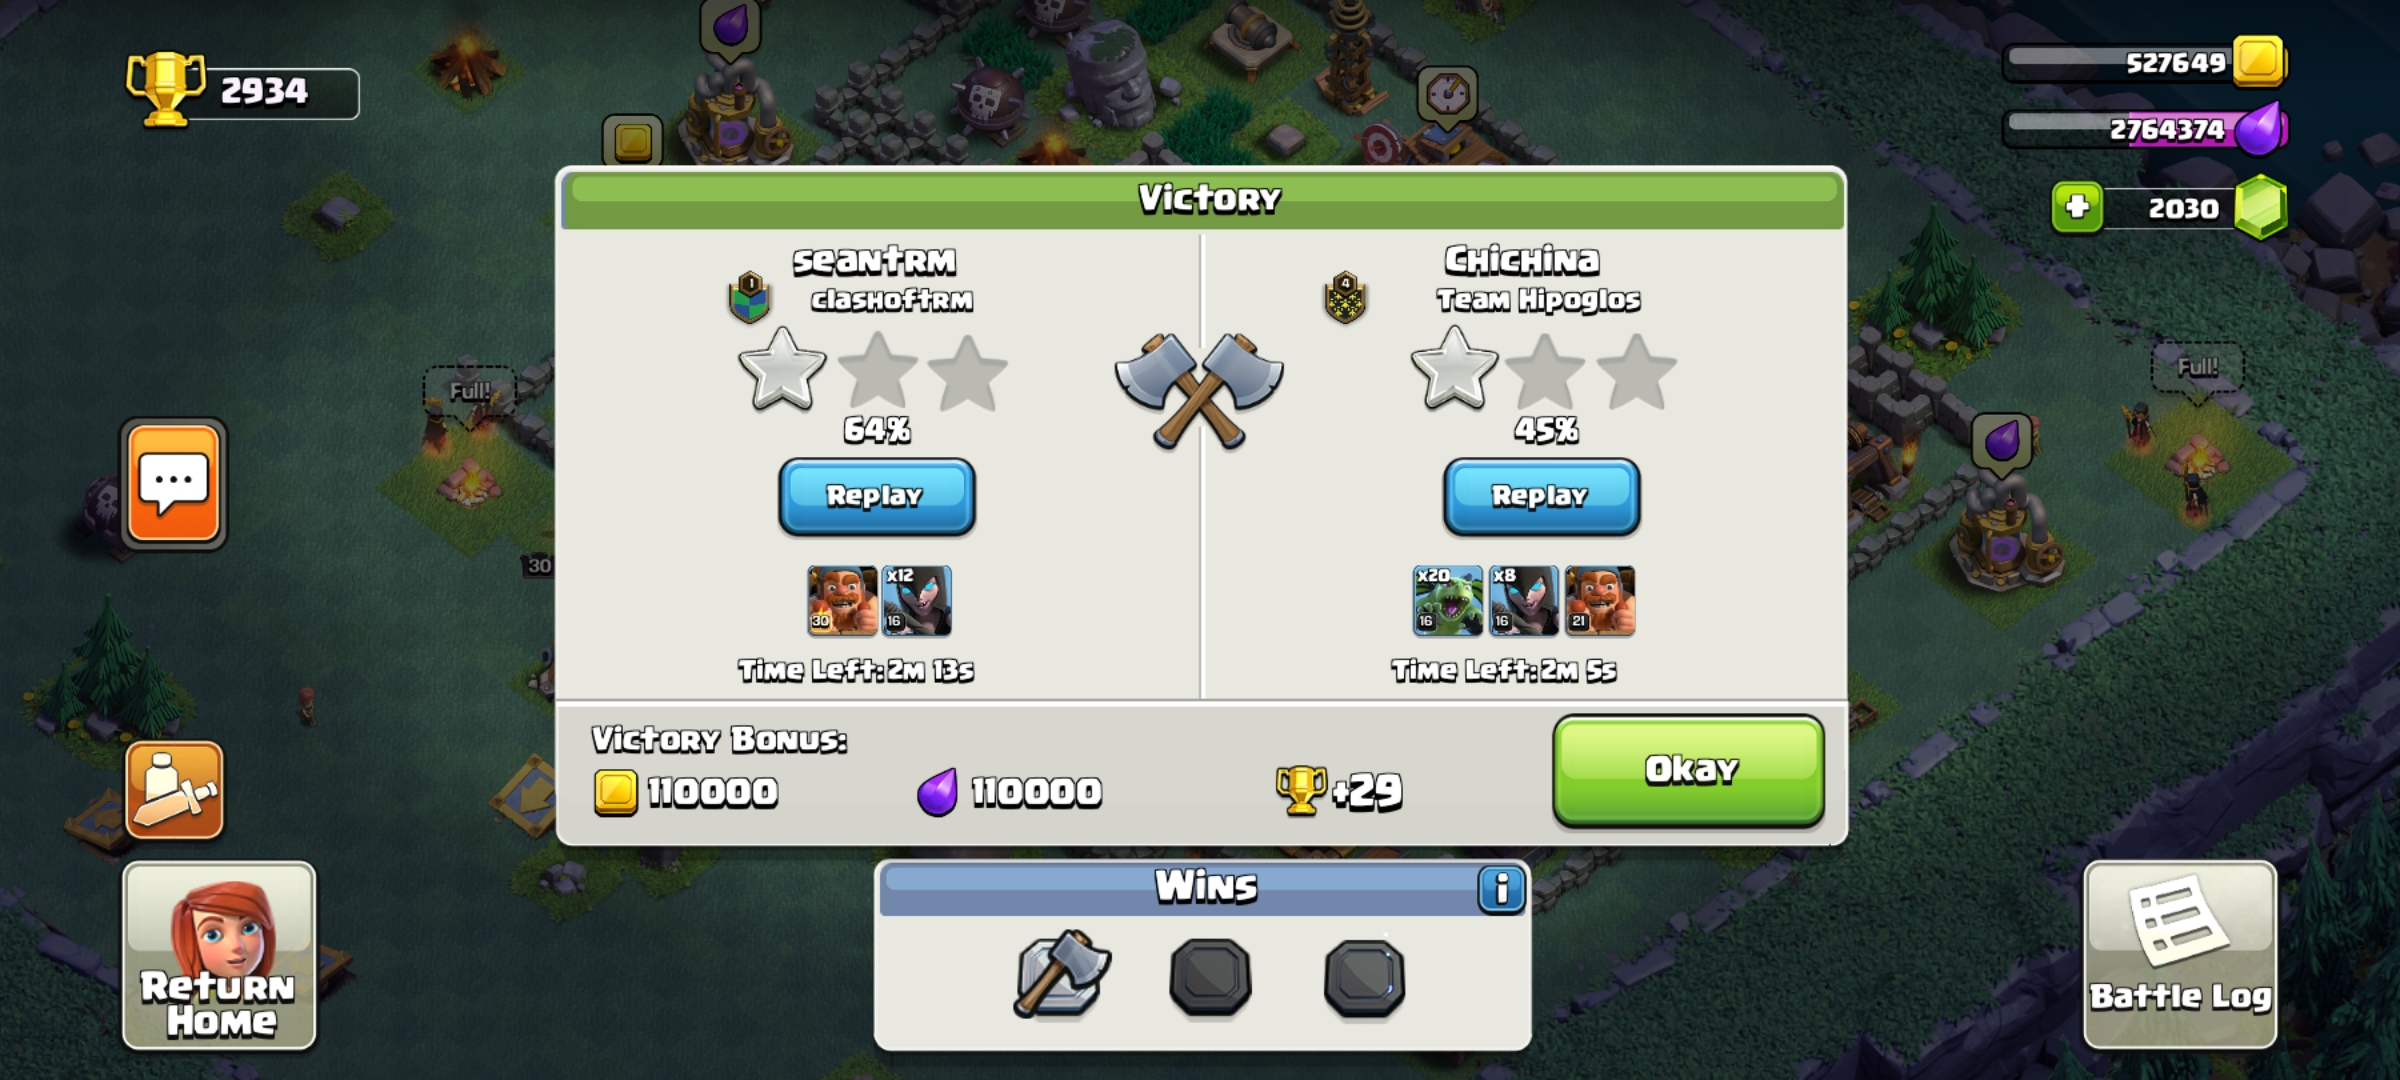 2934
527649
2764374
2030
Victory
seantrm
clashoftrm
1
64%
Replay
30
x12
16
Time Left:2m 13s
Chichina
Team Hipoglos
4
45%
Replay
x20
16
x8
16
21
Time Left:2m 5s
Full!
Full!
30
Victory Bonus:
110000
110000
+29
Okay
Wins
i
Return
Home
Battle Log